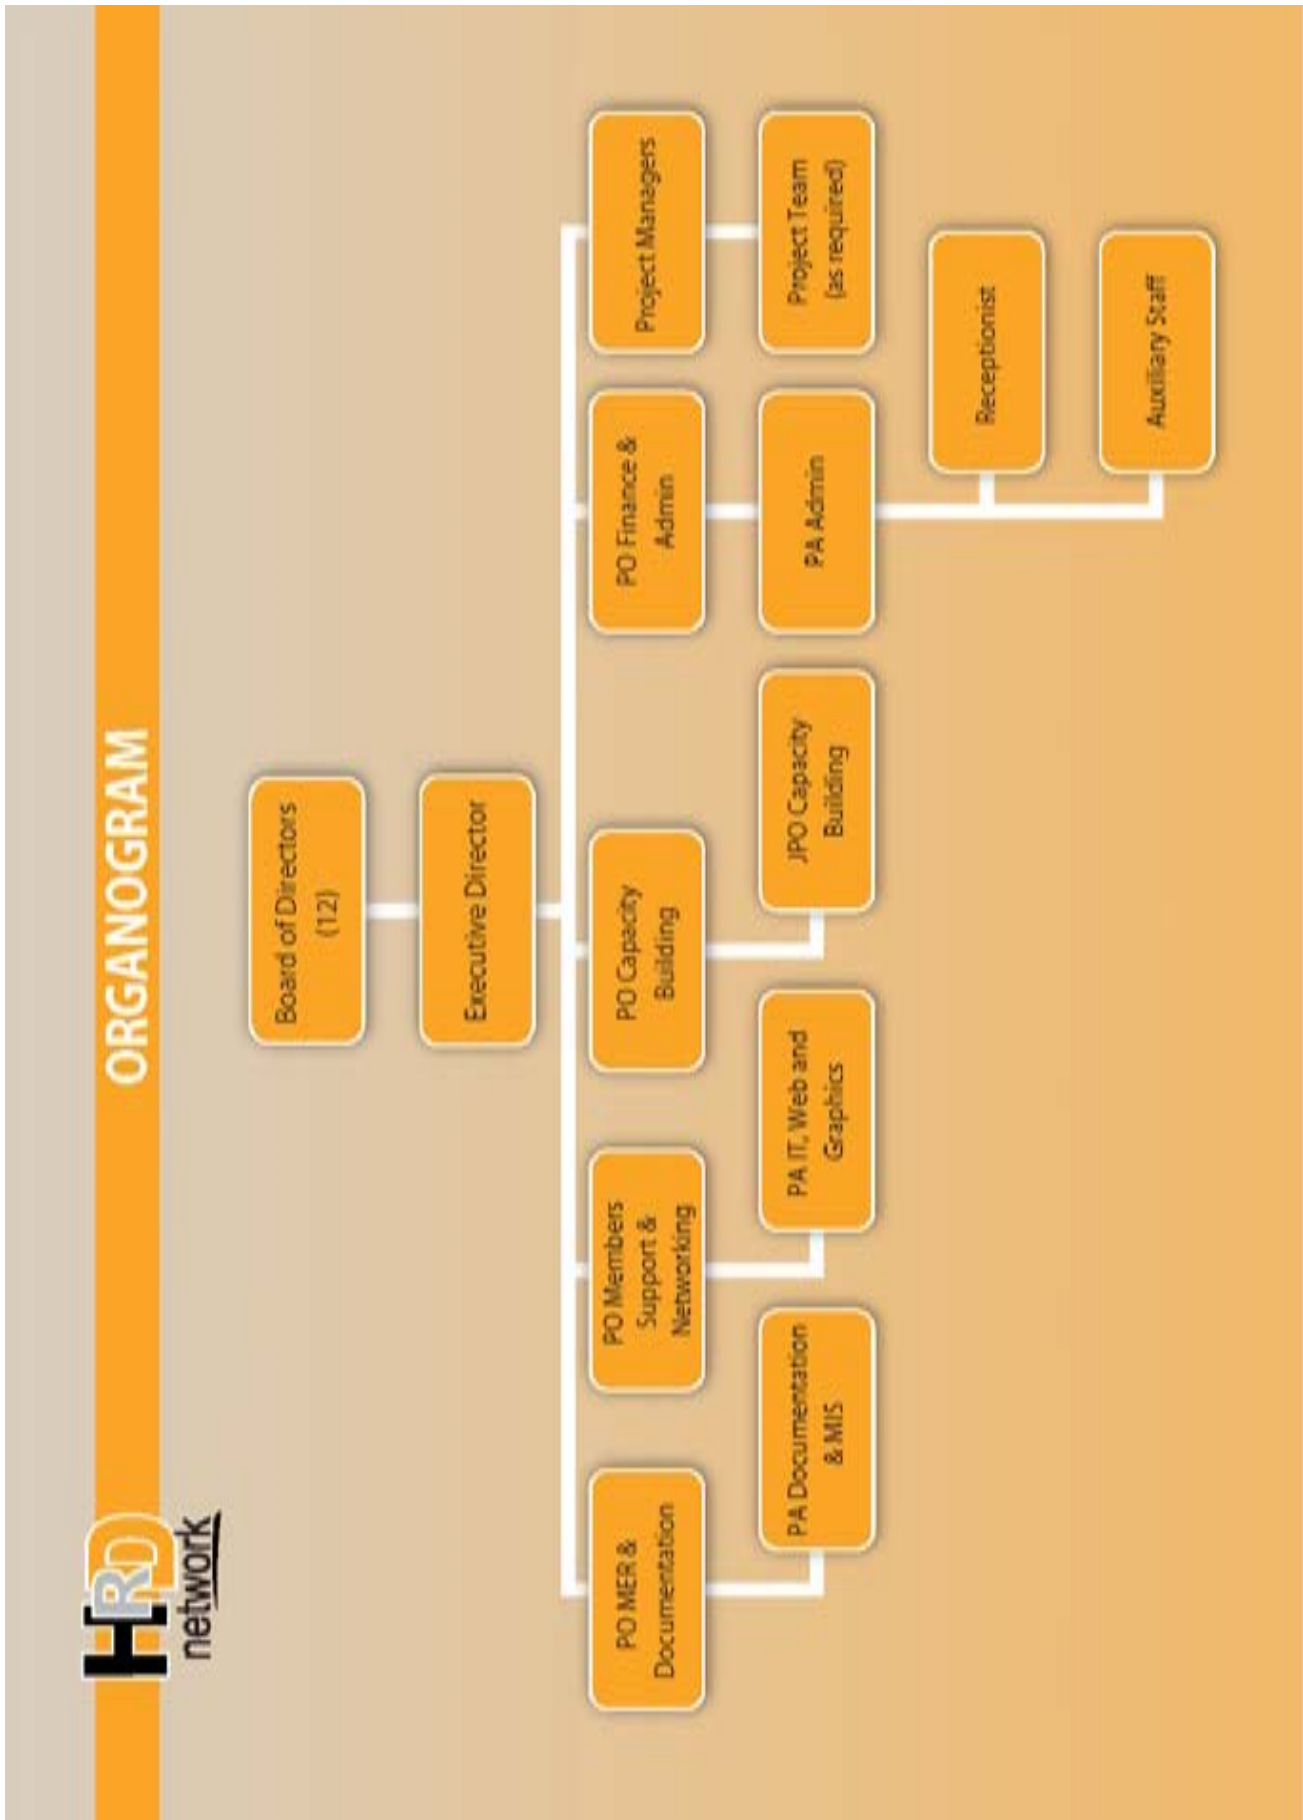 HRD
network
ORGANOGRAM
Board of Directors
(12)
Executive Director
PO MER &
Documentation
PO Members
Support &
Networking
PO Capacity
Building
PO Finance &
Admin
Project Managers
PA Documentation
& MIS
PA IT, Web and
Graphics
JPO Capacity
Building
PA Admin
Project Team
(as required)
Receptionist
Auxiliary Staff